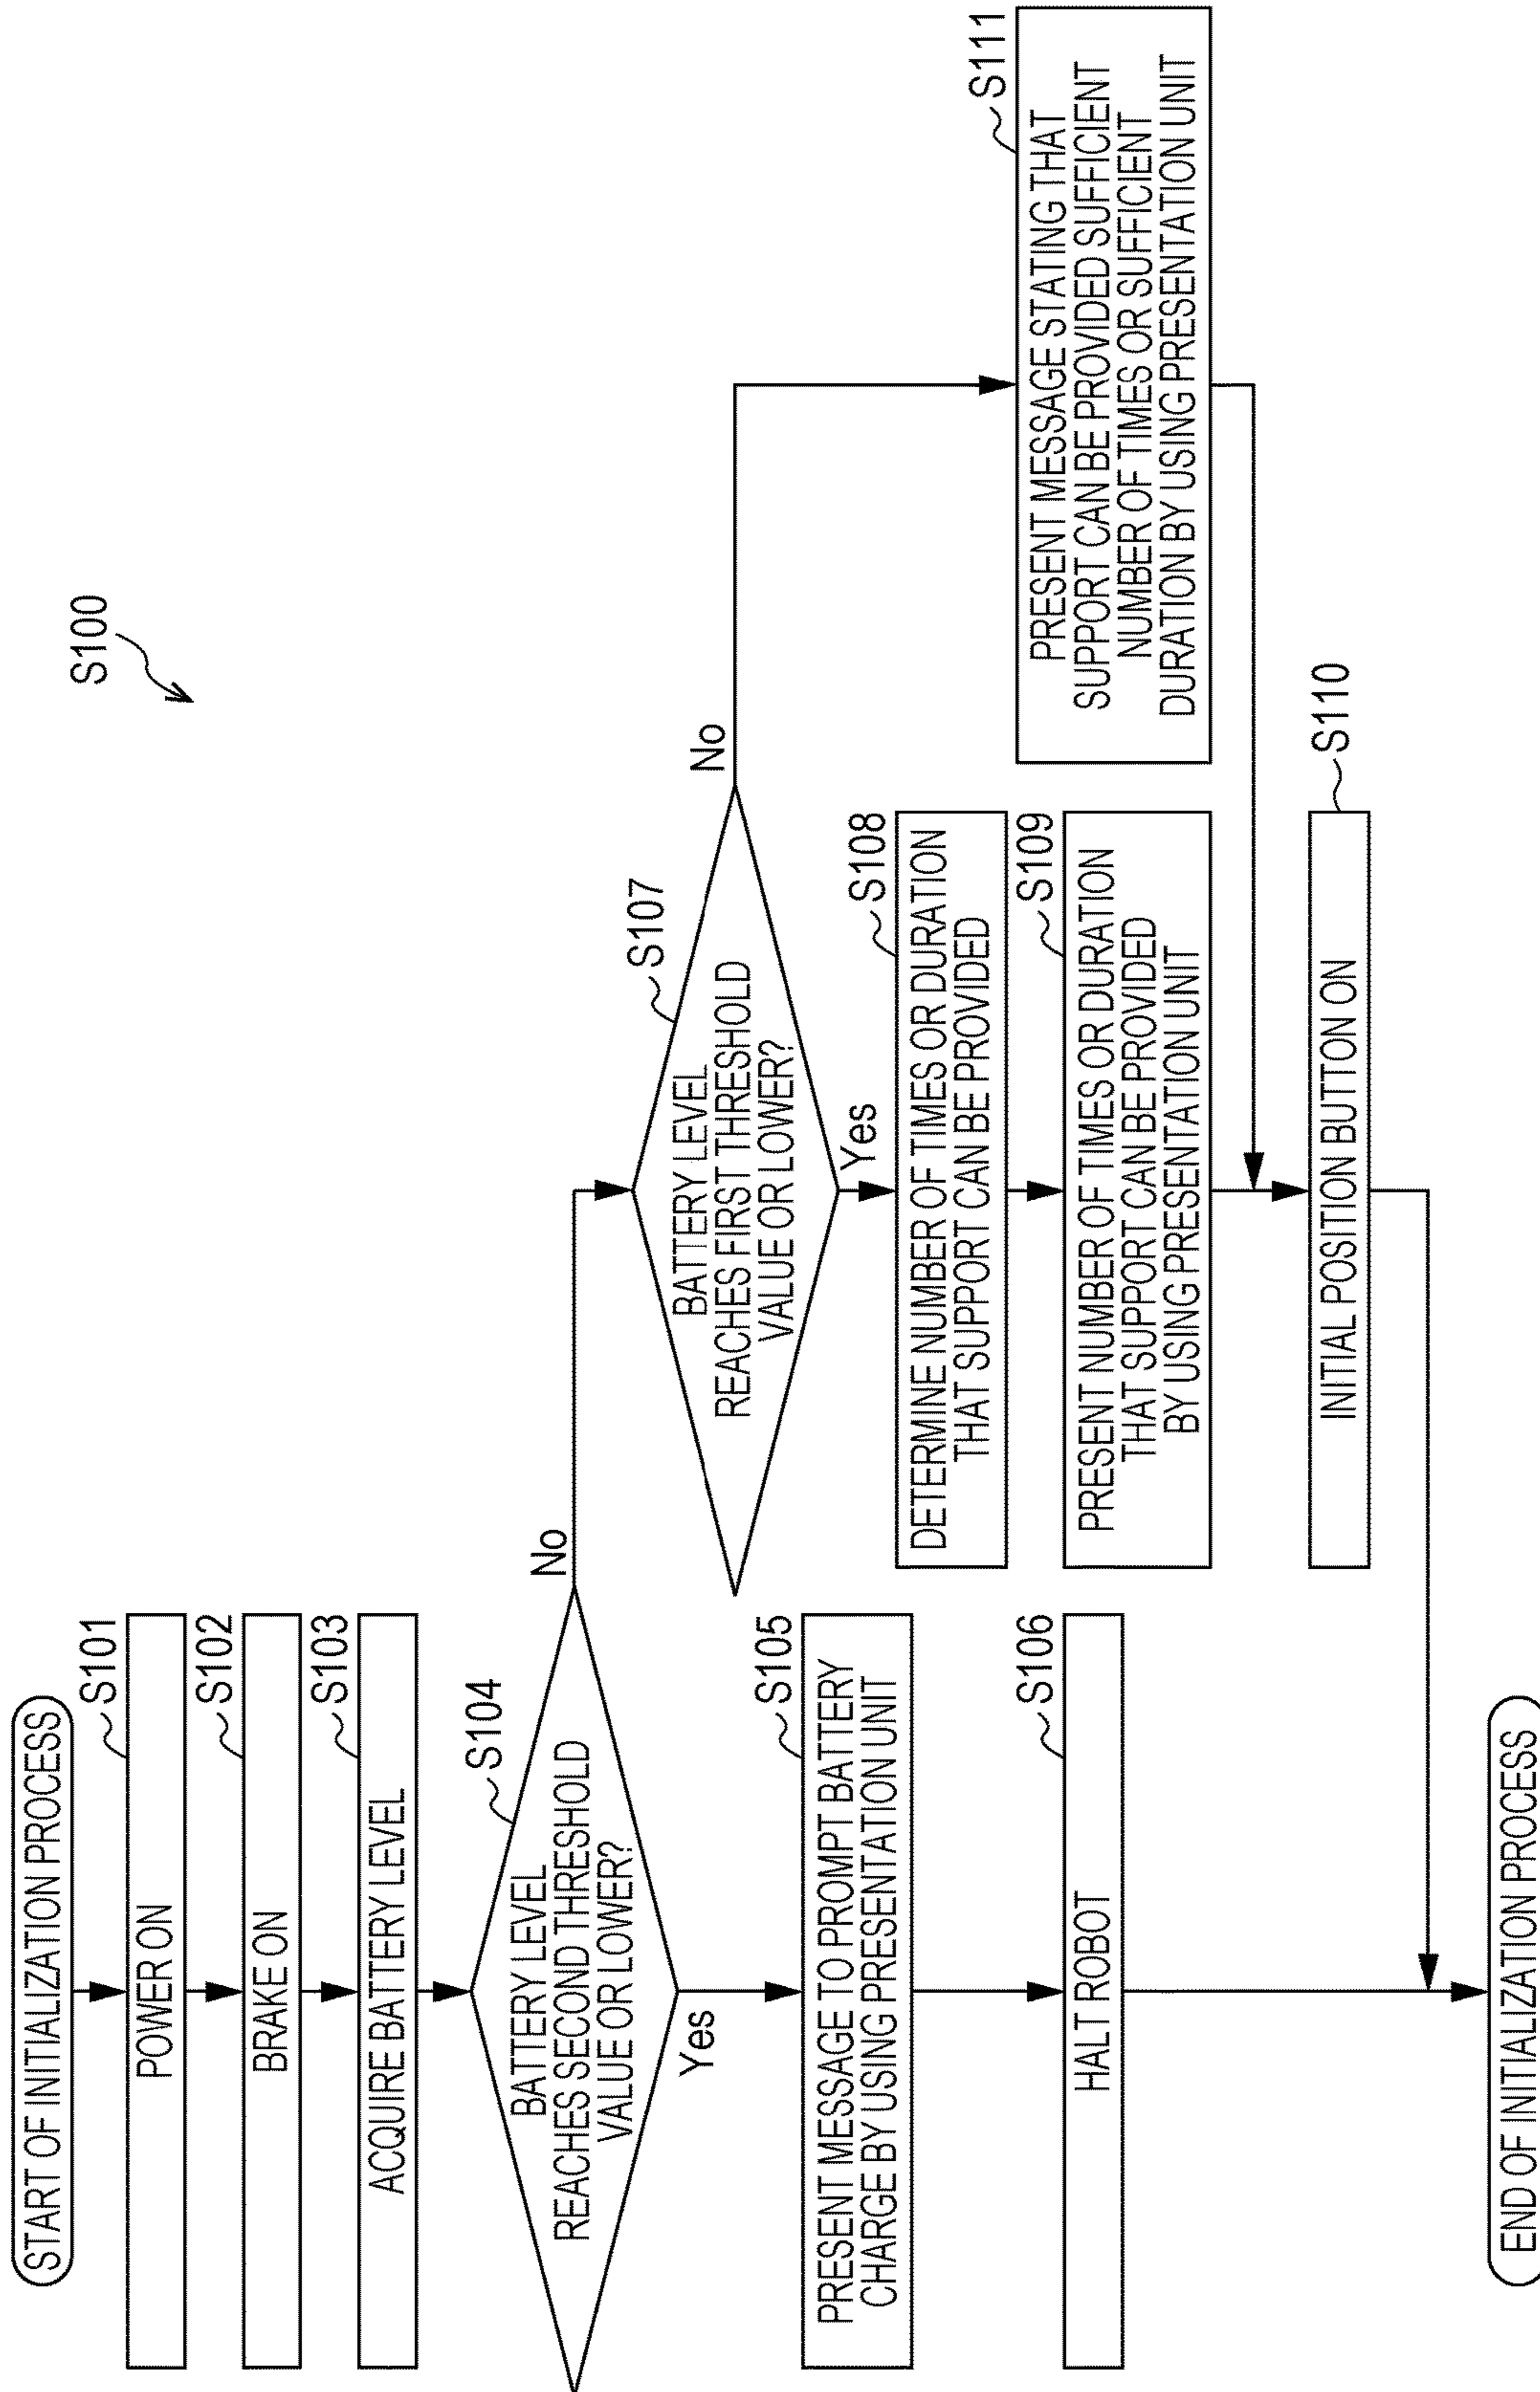 S100
START OF INITIALIZATION PROCESS
S101
POWER ON
S102
BRAKE ON
S103
ACQUIRE BATTERY LEVEL
S104
BATTERY LEVEL
REACHES SECOND THRESHOLD
VALUE OR LOWER?
No
Yes
S105
PRESENT MESSAGE TO PROMPT BATTERY
CHARGE BY USING PRESENTATION UNIT
S106
HALT ROBOT
S107
BATTERY LEVEL
REACHES FIRST THRESHOLD
VALUE OR LOWER?
No
Yes
S108
DETERMINE NUMBER OF TIMES OR DURATION
THAT SUPPORT CAN BE PROVIDED
S109
PRESENT NUMBER OF TIMES OR DURATION
THAT SUPPORT CAN BE PROVIDED
BY USING PRESENTATION UNIT
S111
PRESENT MESSAGE STATING THAT
SUPPORT CAN BE PROVIDED SUFFICIENT
NUMBER OF TIMES OR SUFFICIENT
DURATION BY USING PRESENTATION UNIT
S110
INITIAL POSITION BUTTON ON
END OF INITIALIZATION PROCESS